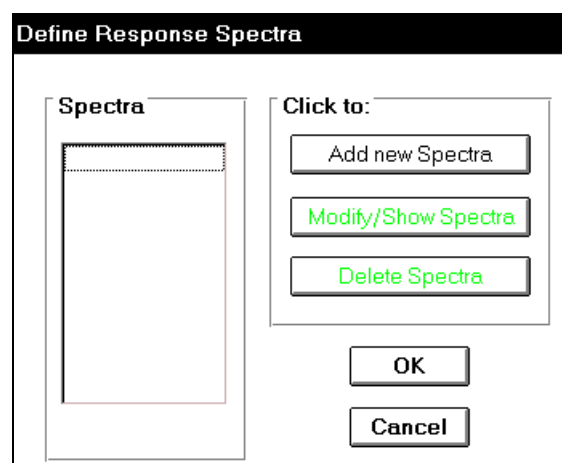 Define Response Spectra
Spectra
Click to:
Add new Spectra
Modify/Show Spectra
Delete Spectra
OK
Cancel